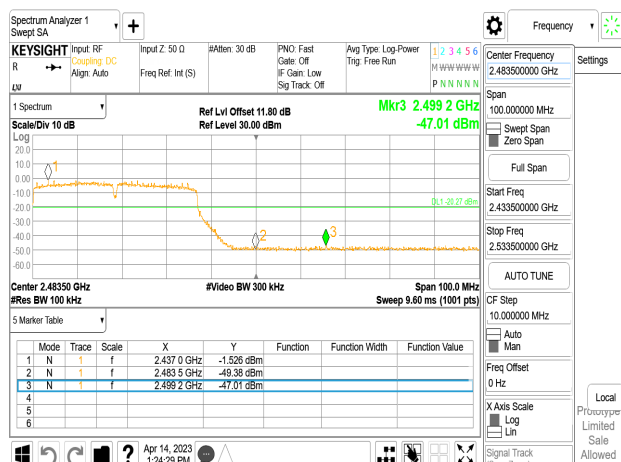 Spectrum Analyzer 1
Swept SA
Frequency
KEYSIGHT Input: RF Input Z: 50 Ω #Atten: 30 dB PNO: Fast Avg Type: Log-Power 1 2 3 4 5 6
R Coupling: DC Gate: Off Trig: Free Run M W W W W W
Align: Auto Freq Ref: Int (S) IF Gain: Low
Sig Track: Off P N N N N N
LXI
1 Spectrum
Ref Lvl Offset 11.80 dB
Mkr3 2.499 2 GHz
Scale/Div 10 dB Ref Level 30.00 dBm -47.01 dBm
Log
20.0
10.0
0.00
-10.0
-20.0
-30.0
-40.0
-50.0
-60.0
1
2
3
DL1 -20.27 dBm
Center 2.48350 GHz #Video BW 300 kHz Span 100.0 MHz
#Res BW 100 kHz Sweep 9.60 ms (1001 pts)
5 Marker Table
Mode Trace Scale X Y Function Function Width Function Value
1 N 1 f 2.437 0 GHz -1.526 dBm
2 N 1 f 2.483 5 GHz -49.38 dBm
3 N 1 f 2.499 2 GHz -47.01 dBm
4
5
6
Apr 14, 2023
1:24:29 PM
Center Frequency
2.483500000 GHz
Settings
Span
100.000000 MHz
Swept Span
Zero Span
Full Span
Start Freq
2.433500000 GHz
Stop Freq
2.533500000 GHz
AUTO TUNE
CF Step
10.000000 MHz
Auto
Man
Freq Offset
0 Hz
X Axis Scale
Log
Lin
Signal Track
Local
Prototype
Limited
Sale
Allowed